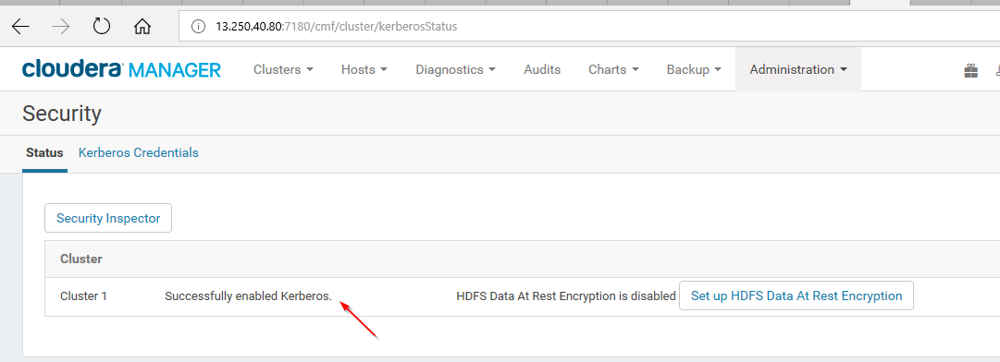 13.250.40.80:7180/cmf/cluster/kerberosStatus
cloudera MANAGER Clusters Hosts Diagnostics Audits Charts Backup Administration
Security
Status Kerberos Credentials
Security Inspector
Cluster
Cluster 1 Successfully enabled Kerberos. HDFS Data At Rest Encryption is disabled Set up HDFS Data At Rest Encryption